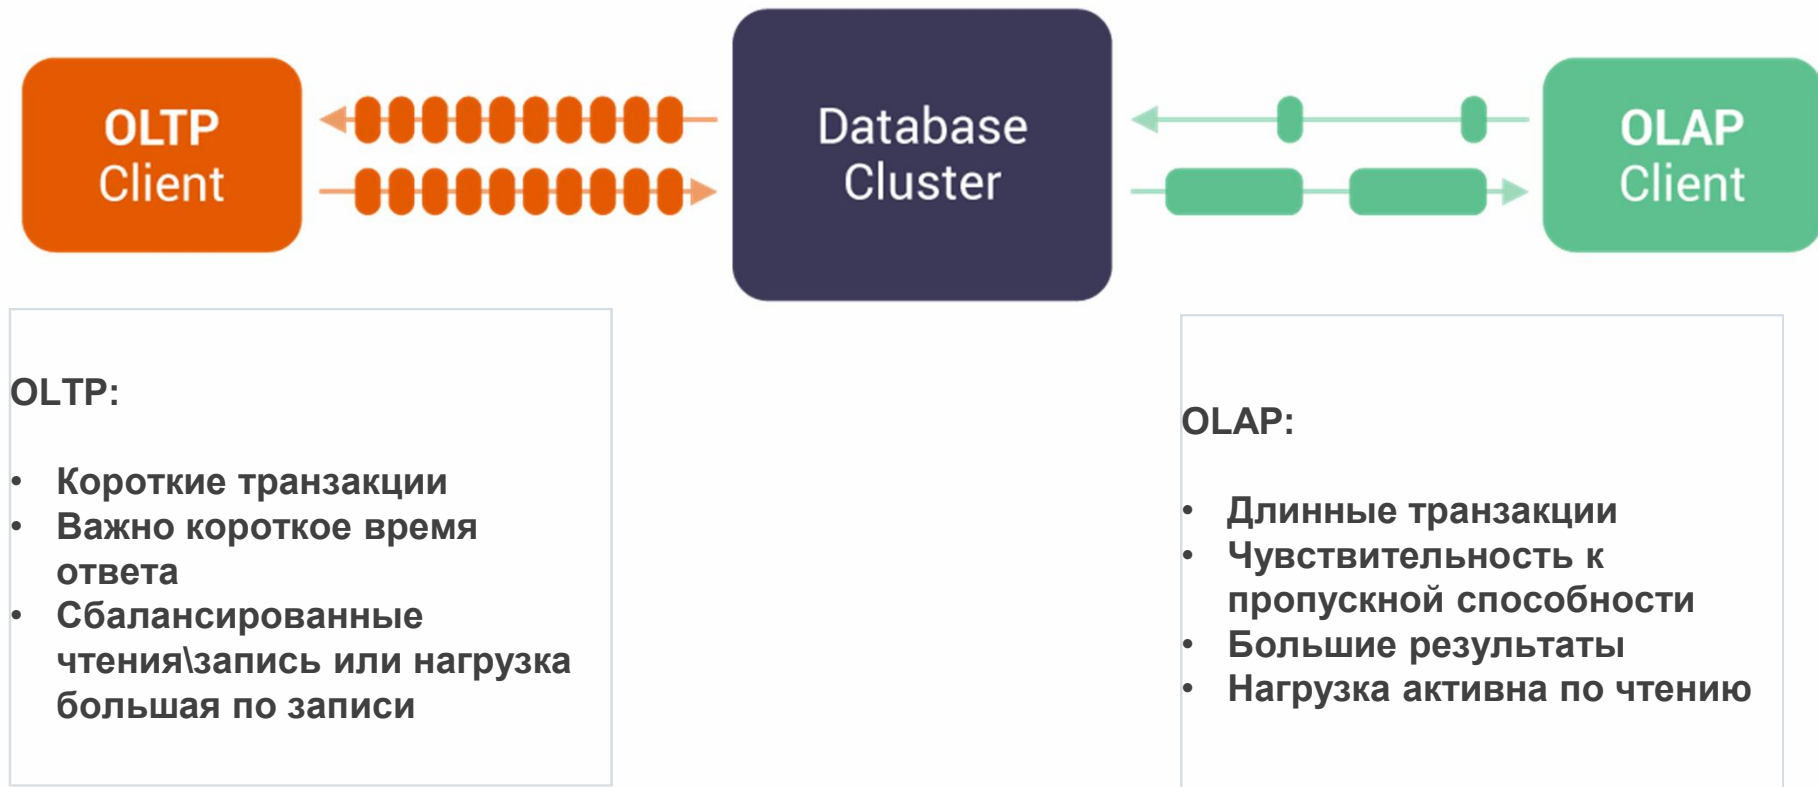 OLTP
Client
Database
Cluster
OLAP
Client
OLTP:
• Короткие транзакции
• Важно короткое время
ответа
• Сбалансированные
чтения\запись или нагрузка
большая по записи
OLAP:
• Длинные транзакции
• Чувствительность к
пропускной способности
• Большие результаты
• Нагрузка активна по чтению